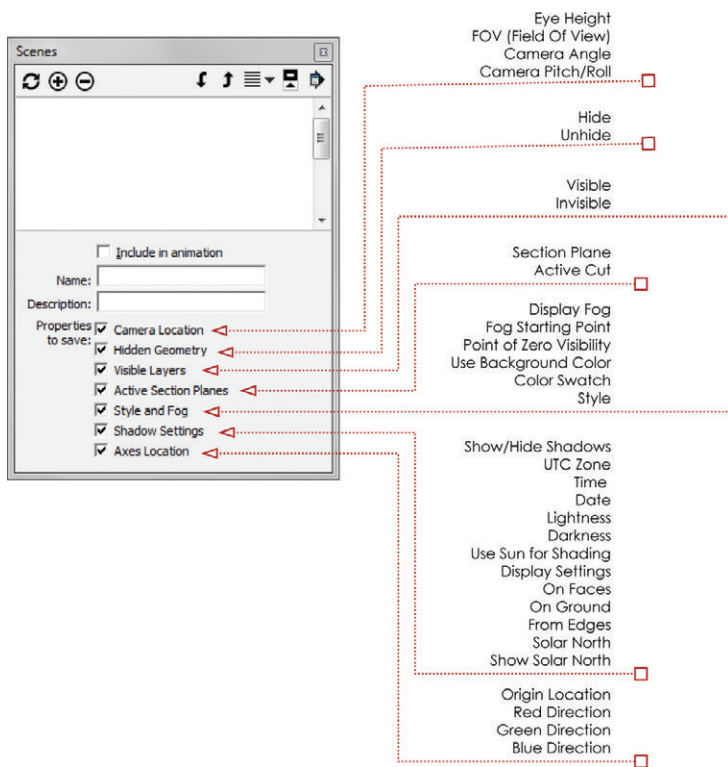 Scenes
Include in animation
Name:
Description:
Properties
to save:
Camera Location
Hidden Geometry
Visible Layers
Active Section Planes
Style and Fog
Shadow Settings
Axes Location
Eye Height
FOV (Field Of View)
Camera Angle
Camera Pitch/Roll
Hide
Unhide
Visible
Invisible
Section Plane
Active Cut
Display Fog
Fog Starting Point
Point of Zero Visibility
Use Background Color
Color Swatch
Style
Show/Hide Shadows
UTC Zone
Time
Date
Lightness
Darkness
Use Sun for Shading
Display Settings
On Faces
On Ground
From Edges
Solar North
Show Solar North
Origin Location
Red Direction
Green Direction
Blue Direction